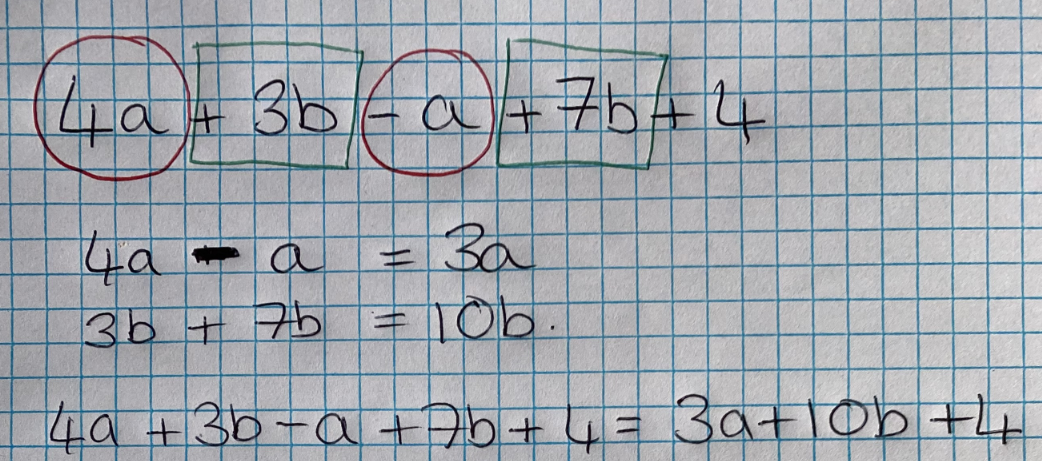 4a + 3b - a + 7b + 4
4a - a = 3a
3b + 7b = 10b.
4a + 3b - a + 7b + 4 = 3a + 10b + 4